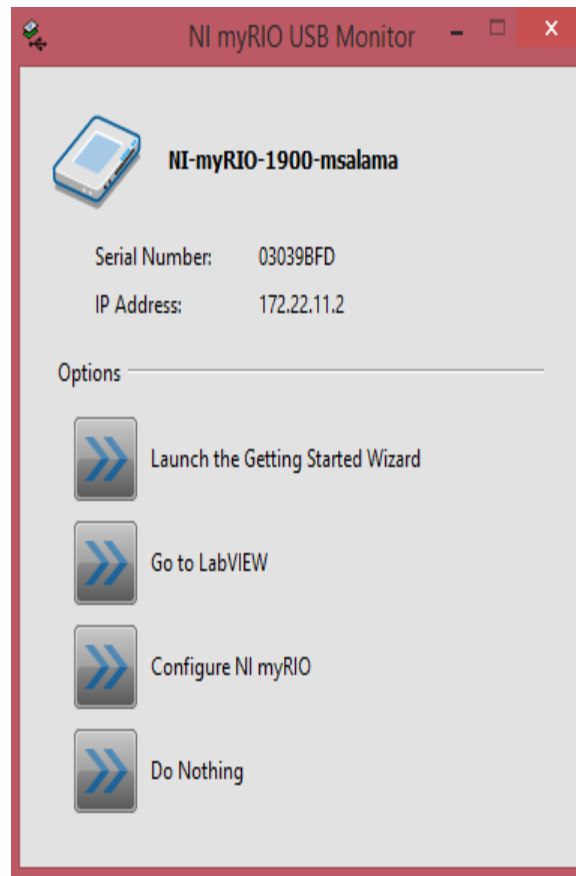 NI myRIO USB Monitor
NI-myRIO-1900-msalama
Serial Number: 03039BFD
IP Address: 172.22.11.2
Options
Launch the Getting Started Wizard
Go to LabVIEW
Configure NI myRIO
Do Nothing